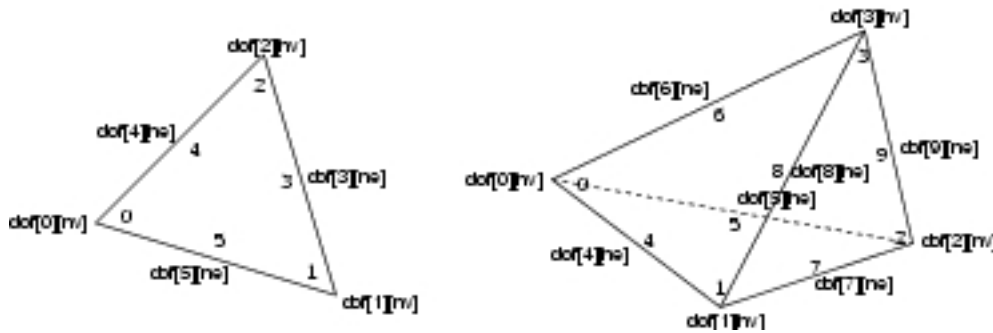 dof[2][nv]
2
dof[4][ne]
4
3
dof[3][ne]
dof[0][nv]
0
5
dof[5][ne]
1
dof[1][nv]
dof[3][nv]
3
dof[6][ne]
6
9
dof[9][ne]
8
dof[8][ne]
dof[0][nv]
0
dof[5][ne]
5
dof[4][ne]
4
2
dof[2][nv]
7
dof[7][ne]
1
dof[1][nv]